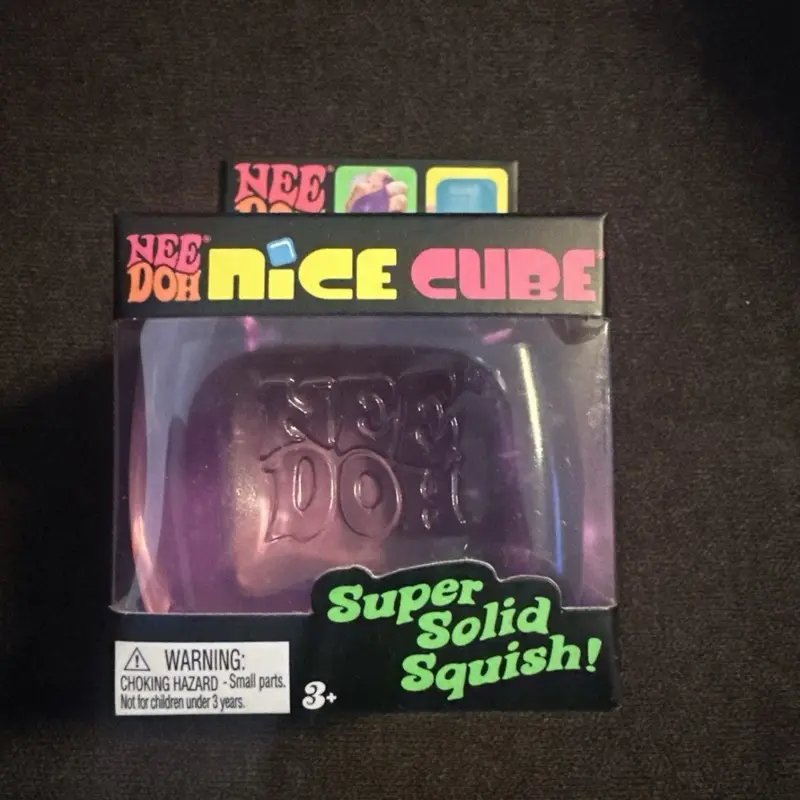 NEE
DOH
NEE
DOH
NICE CUBE
NEE
DOH
Super
Solid
Squish!
WARNING:
CHOKING HAZARD - Small parts.
Not for children under 3 years.
3+